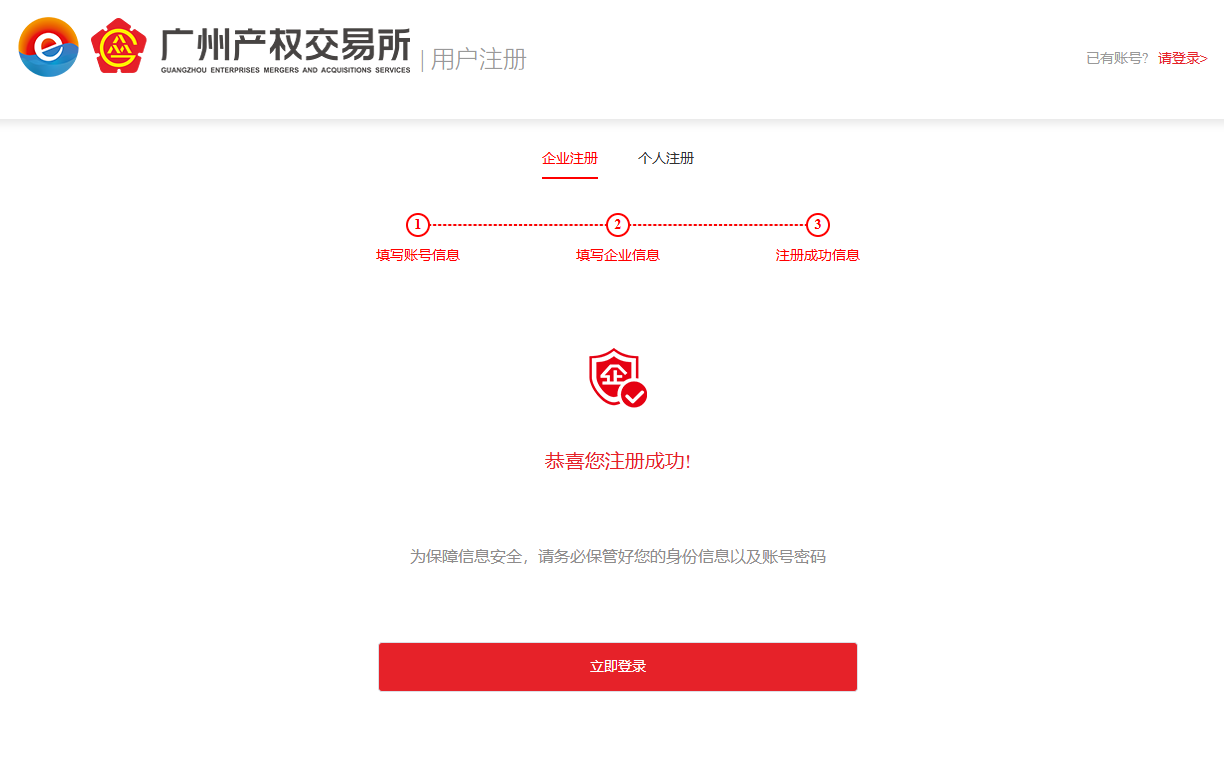 广州产权交易所
GUANGZHOU ENTERPRISES MERGERS AND ACQUISITIONS SERVICES
| 用户注册
已有账号? 请登录>
企业注册 个人注册
1 2 3
填写账号信息 填写企业信息 注册成功信息
企
恭喜您注册成功!
为保障信息安全，请务必保管好您的身份信息以及账号密码
立即登录